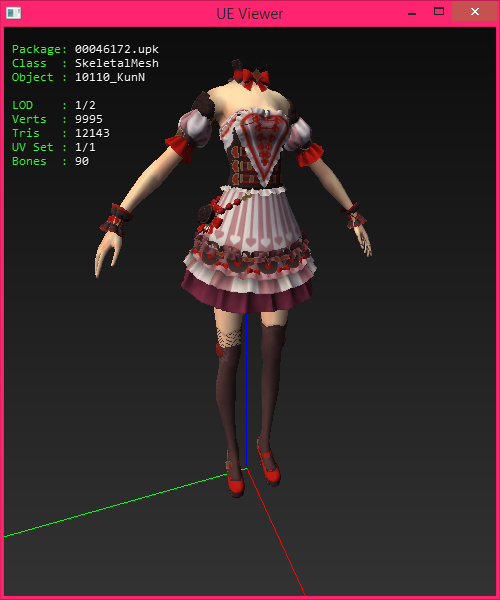 UE Viewer
Package: 00046172.upk
Class  : SkeletalMesh
Object : 10110_KunN
LOD    : 1/2
Verts  : 9995
Tris   : 12143
UV Set : 1/1
Bones  : 90